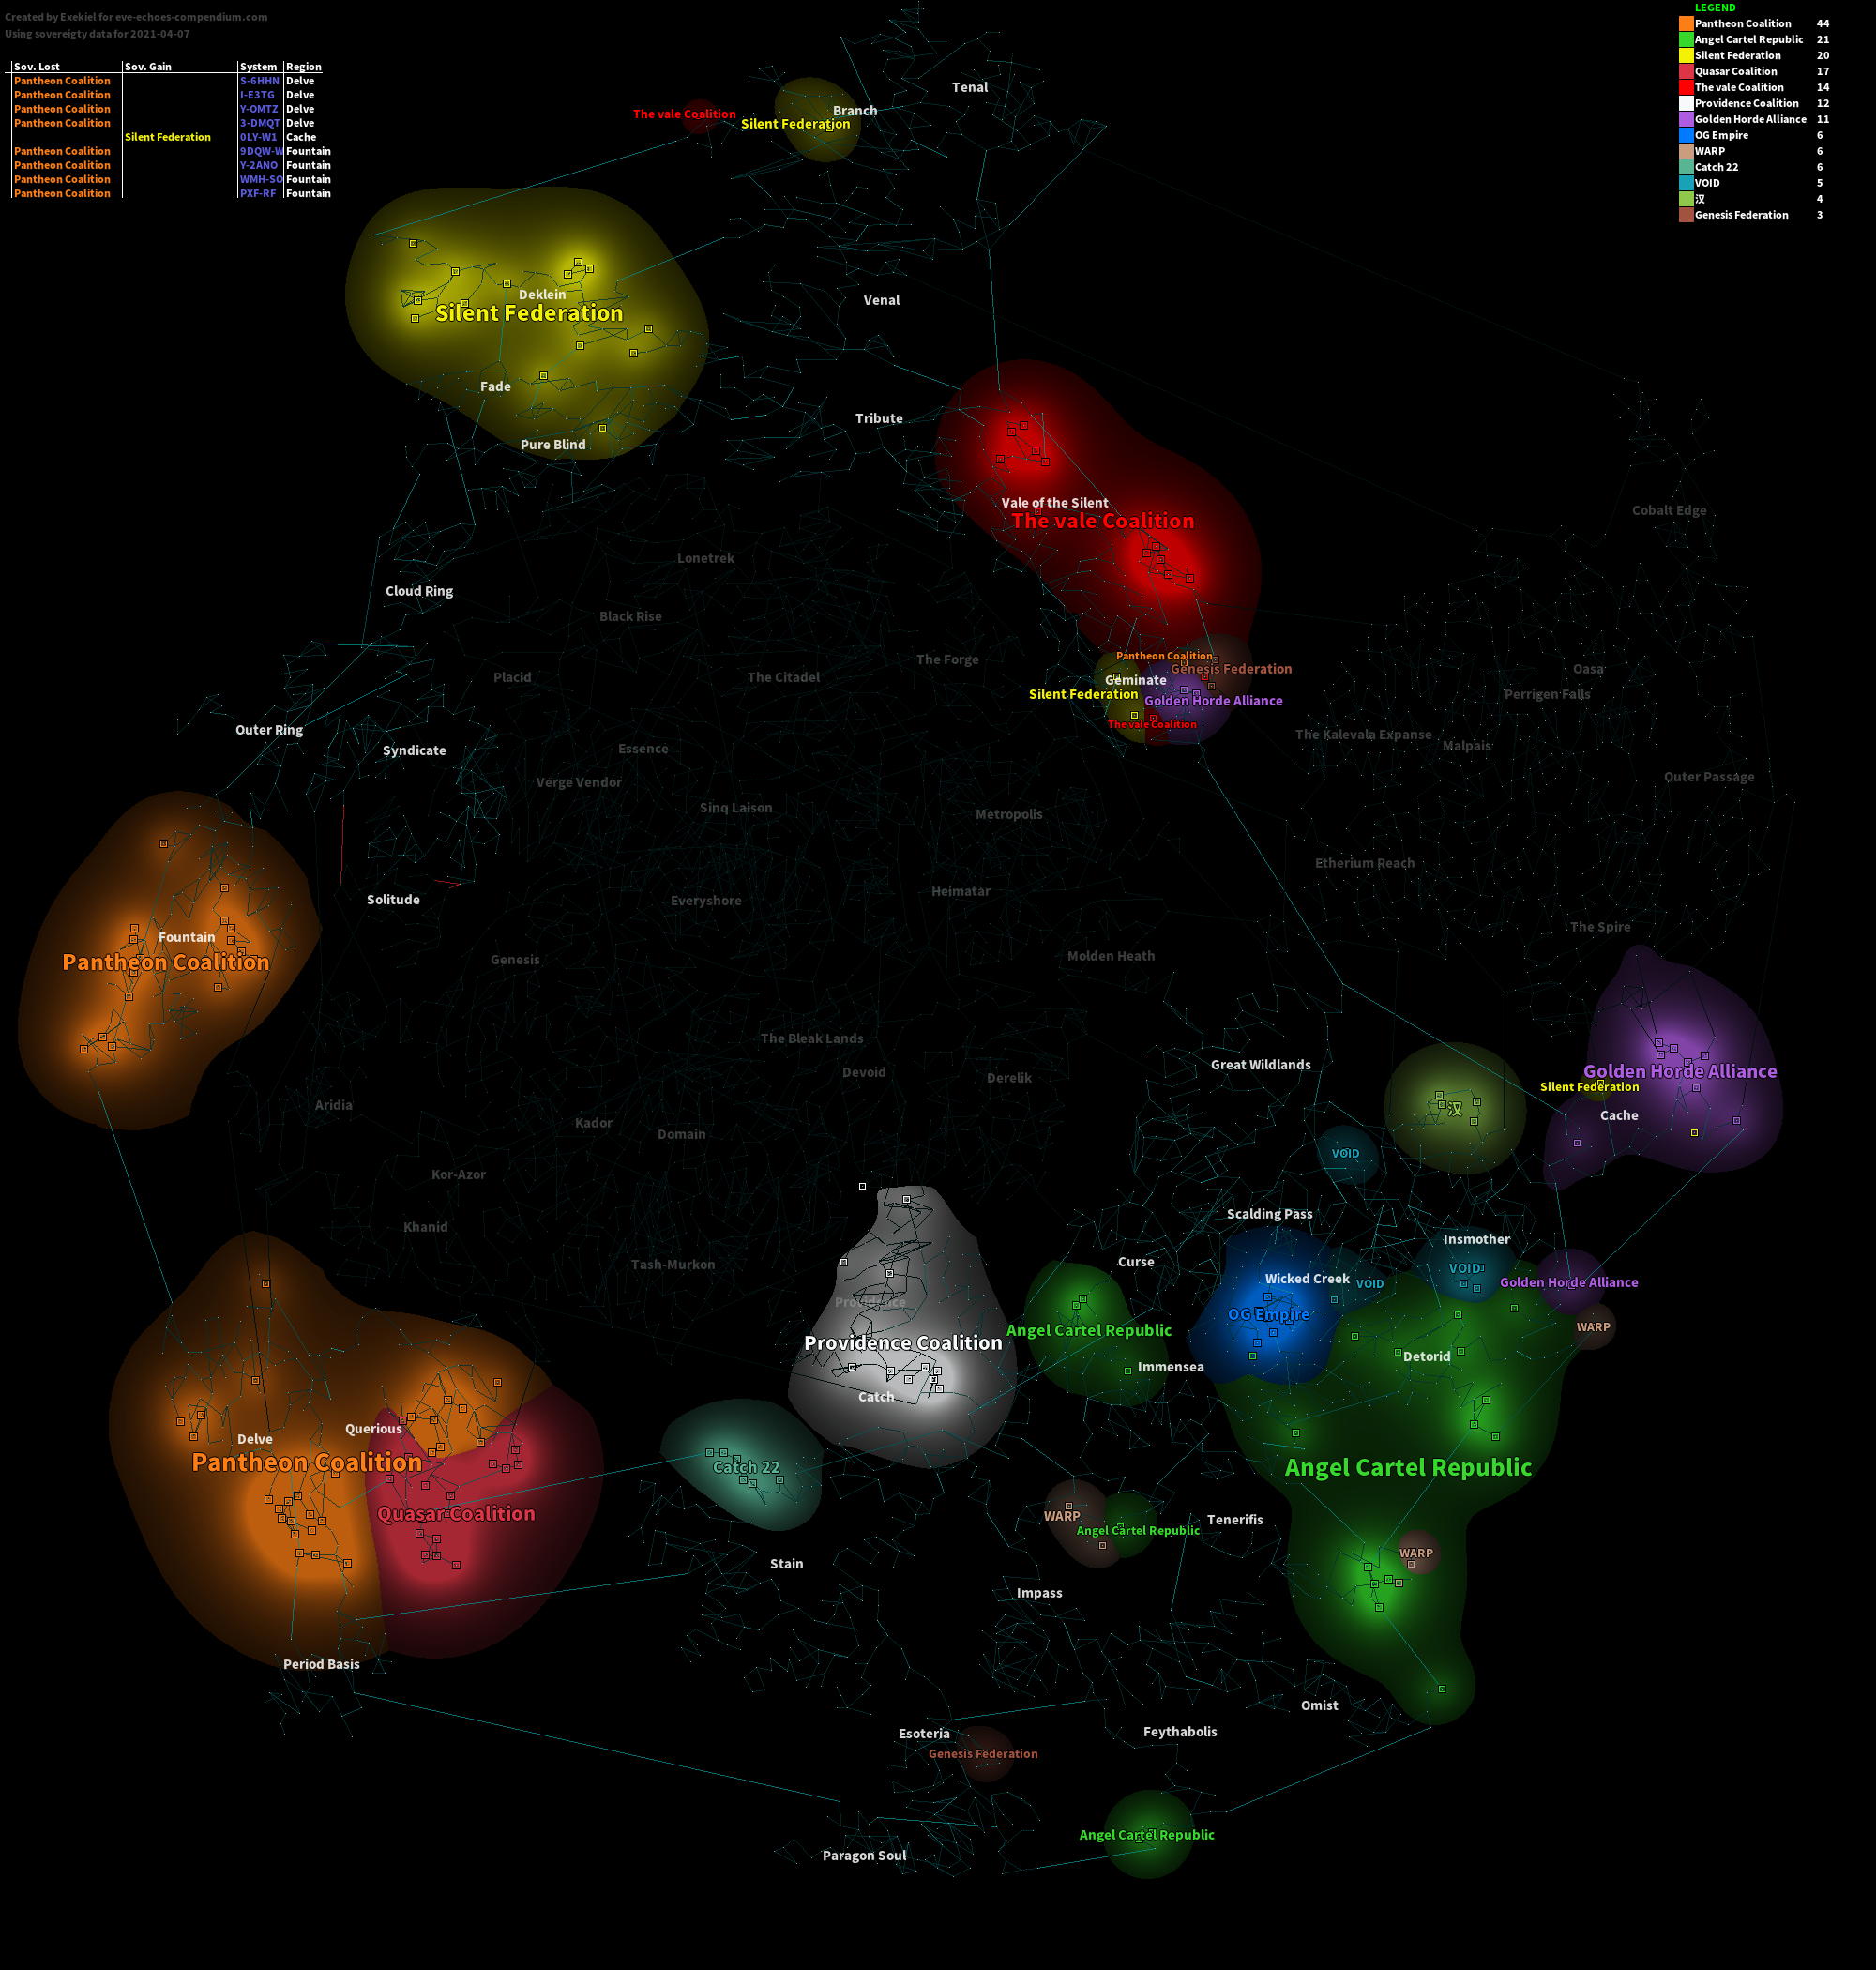 Created by Exekiel for eve-echoes-compendium.com
Using sovereigty data for 2021-04-07
Sov. Lost Sov. Gain System Region
Pantheon Coalition S-6HHN Delve
Pantheon Coalition I-E3TG Delve
Pantheon Coalition Y-OMTZ Delve
Pantheon Coalition 3-DMQT Delve
Silent Federation 0LY-W1 Cache
Pantheon Coalition 9DQW-W Fountain
Pantheon Coalition Y-2ANO Fountain
Pantheon Coalition WMH-SO Fountain
Pantheon Coalition PXF-RF Fountain
LEGEND
Pantheon Coalition 44
Angel Cartel Republic 21
Silent Federation 20
Quasar Coalition 17
The vale Coalition 14
Providence Coalition 12
Golden Horde Alliance 11
OG Empire 6
WARP 6
Catch 22 6
VOID 5
汉 4
Genesis Federation 3
Tenal
Branch
The vale Coalition
Silent Federation
Deklein
Silent Federation
Venal
Fade
Tribute
Pure Blind
Vale of the Silent
The vale Coalition
Cobalt Edge
Lonetrek
Cloud Ring
Black Rise
The Forge
Pantheon Coalition
Genesis Federation
Oasa
Placid
The Citadel
Geminate
Silent Federation
Perrigen Falls
Golden Horde Alliance
The vale Coalition
Outer Ring
Syndicate
Essence
The Kalevala Expanse
Malpais
Outer Passage
Verge Vendor
Sinq Laison
Metropolis
Etherium Reach
Solitude
Everyshore
Heimatar
The Spire
Fountain
Pantheon Coalition
Genesis
Molden Heath
The Bleak Lands
Great Wildlands
Devoid
Derelik
Golden Horde Alliance
Silent Federation
Aridia
汉
Cache
Kador
Domain
VOID
Kor-Azor
Khanid
Scalding Pass
Insmother
Tash-Murkon
Curse
VOID
Wicked Creek
VOID
Golden Horde Alliance
Providence
OG Empire
WARP
Angel Cartel Republic
Providence Coalition
Detorid
Immensea
Catch
Querious
Delve
Pantheon Coalition
Catch 22
Angel Cartel Republic
Quasar Coalition
WARP
Tenerifis
Angel Cartel Republic
WARP
Stain
Impass
Period Basis
Omist
Esoteria
Feythabolis
Genesis Federation
Angel Cartel Republic
Paragon Soul